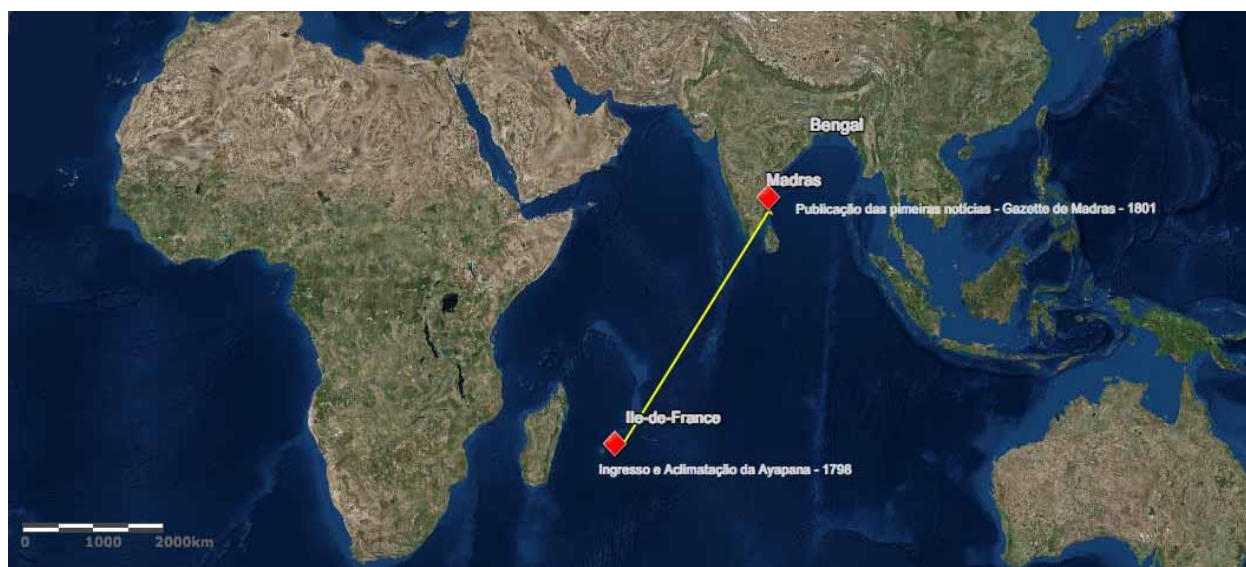 Bengal
Madras
Publicação das pimeiras notícias - Gazette de Madras - 1801
Ile-de-France
Ingresso e Aclimatação da Ayapana - 1798
0 1000 2000km